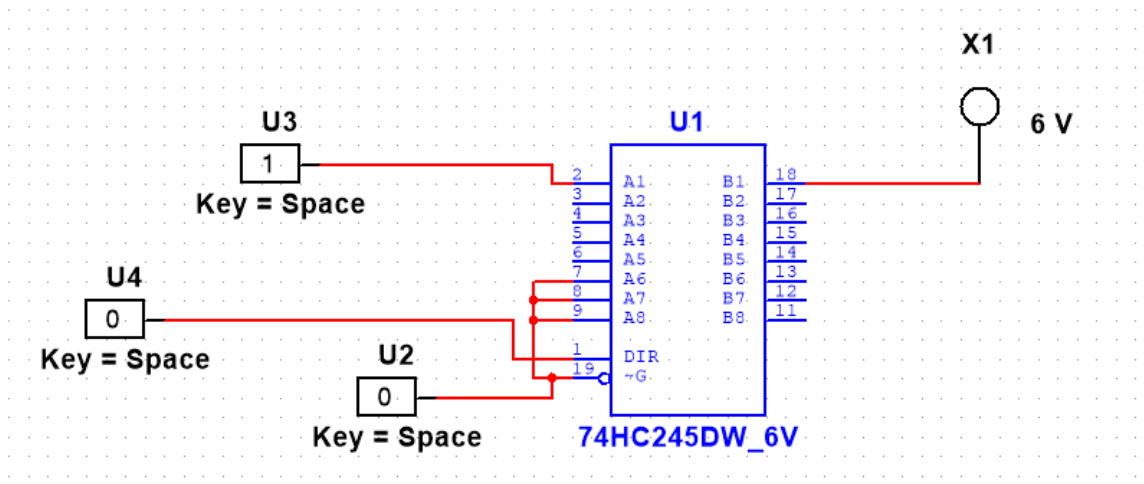 X1
6 V
U3
1
Key = Space
U1
2 A1 B1 18
3 A2 B2 17
4 A3 B3 16
5 A4 B4 15
6 A5 B5 14
7 A6 B6 13
8 A7 B7 12
9 A8 B8 11
1 DIR
19 ~G
74HC245DW_6V
U4
0
Key = Space
U2
0
Key = Space